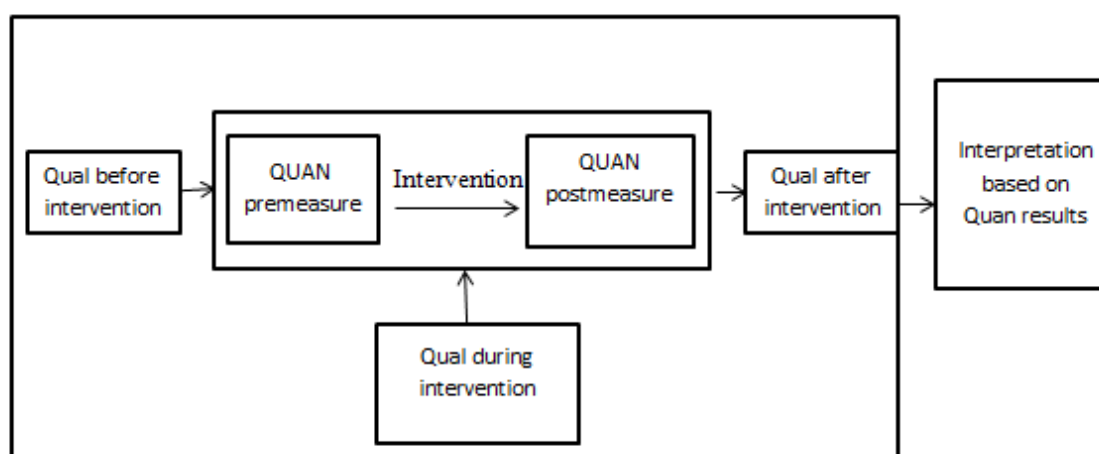 Qual before
intervention
QUAN
premeasure
Intervention
QUAN
postmeasure
Qual after
intervention
Interpretation
based on
Quan results
Qual during
intervention